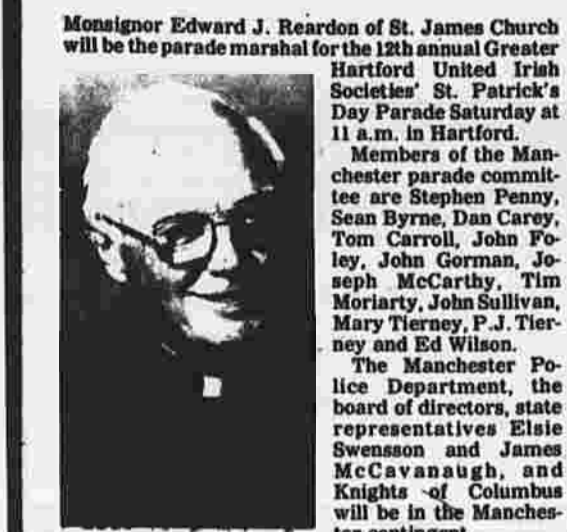 Monsignor Edward J. Reardon of St. James Church
will be the parade marshal for the 12th annual Greater
Hartford United Irish
Societies' St. Patrick's
Day Parade Saturday at
11 a.m. in Hartford.
Members of the Man-
chester parade commit-
tee are Stephen Penny,
Sean Byrne, Dan Carey,
Tom Carroll, John Fo-
ley, John Gorman, Jo-
seph McCarthy, Tim
Moriarty, John Sullivan,
Mary Tierney, P.J. Tier-
ney and Ed Wilson.
The Manchester Po-
lice Department, the
board of directors, state
representatives Elsie
Swensson and James
McCavanaugh, and
Knights of Columbus
will be in the Manches-
ter contingent